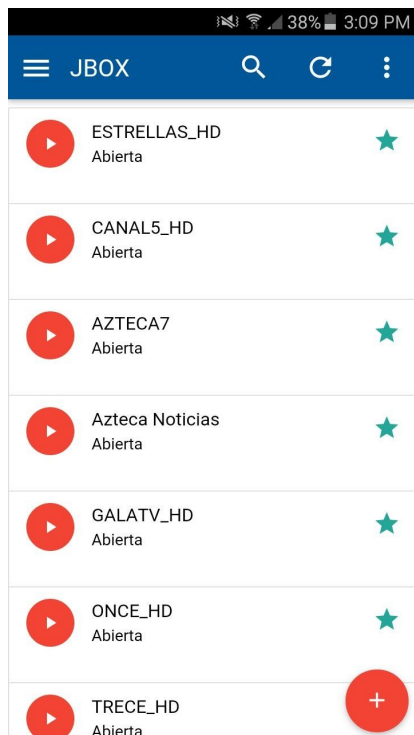 38% 3:09 PM
JBOX
ESTRELLAS_HD
Abierta
CANAL5_HD
Abierta
AZTECA7
Abierta
Azteca Noticias
Abierta
GALATV_HD
Abierta
ONCE_HD
Abierta
TRECE_HD
Abierta